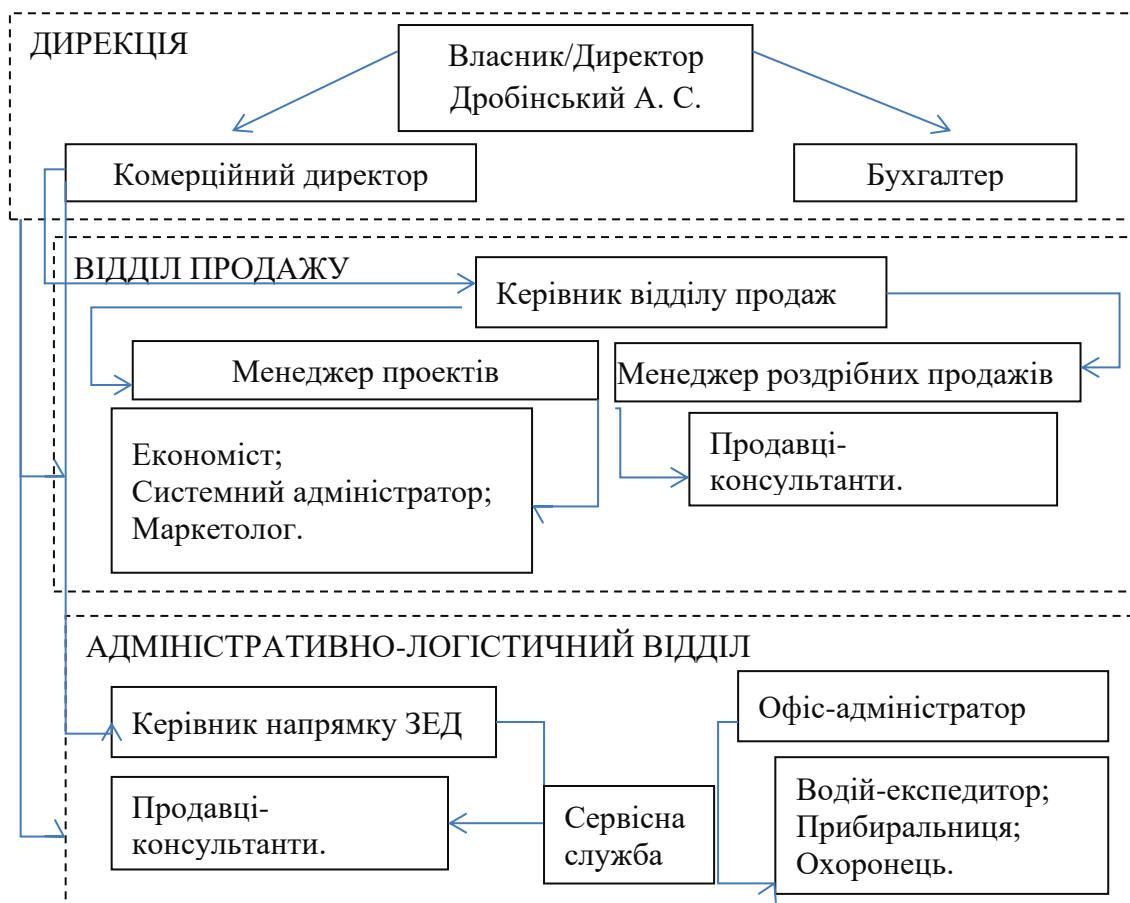 ДИРЕКЦІЯ
Власник/Директор
Дробінський А. С.
Комерційний директор
Бухгалтер
ВІДДІЛ ПРОДАЖУ
Керівник відділу продаж
Менеджер проектів
Менеджер роздрібних продажів
Економіст;
Системний адміністратор;
Маркетолог.
Продавці-
консультанти.
АДМІНІСТРАТИВНО-ЛОГІСТИЧНИЙ ВІДДІЛ
Керівник напрямку ЗЕД
Офіс-адміністратор
Продавці-
консультанти.
Сервісна
служба
Водій-експедитор;
Прибиральниця;
Охоронець.